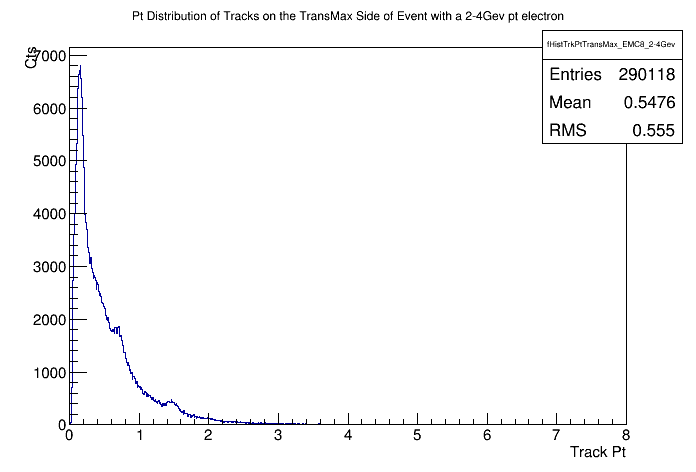 Pt Distribution of Tracks on the TransMax Side of Event with a 2-4Gev pt electron
fHistTrkPtTransMax_EMC8_2-4Gev
Entries 290118
Mean 0.5476
RMS 0.555
Cts
7000
6000
5000
4000
3000
2000
1000
0
0 1 2 3 4 5 6 7 8
Track Pt